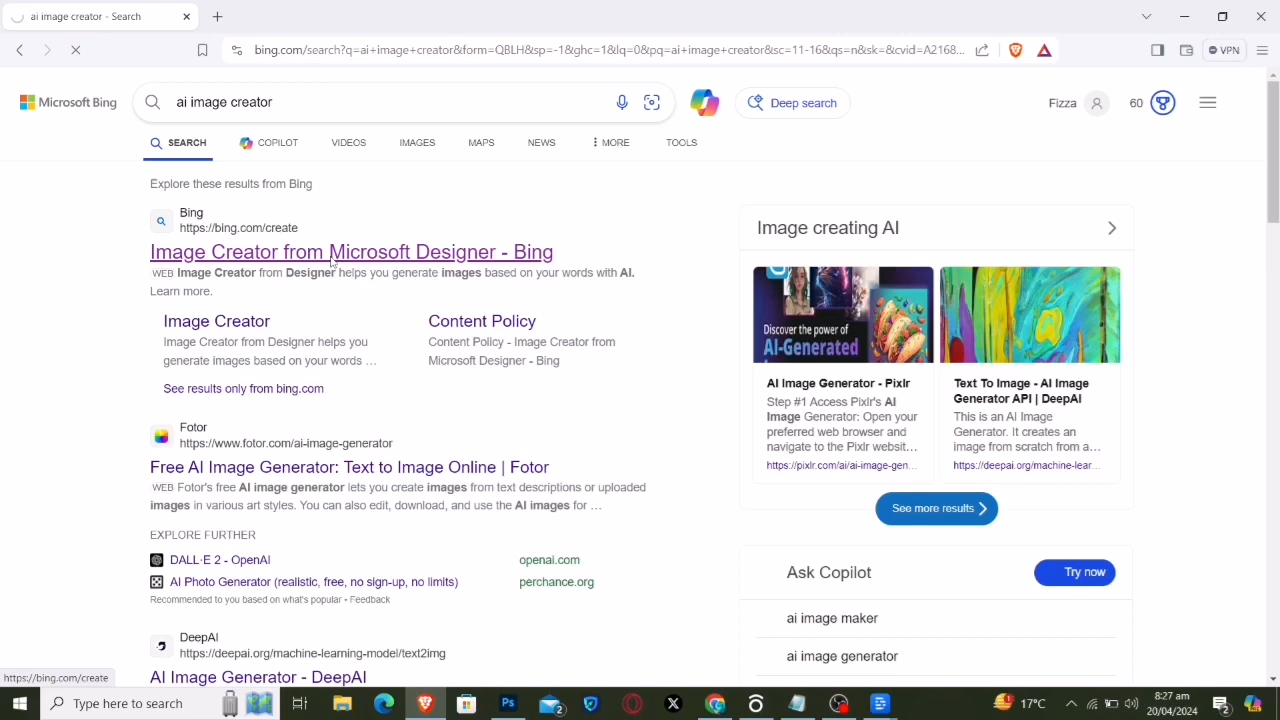 ai image creator - Search
bing.com/search?q=ai+image+creator&form=QBLH&sp=-1&ghc=1&lq=0&pq=ai+image+creator&sc=11-16&qs=n&sk=&cvid=A2168...
VPN
Microsoft Bing
ai image creator
Deep search
Fizza
60
SEARCH
COPILOT
VIDEOS
IMAGES
MAPS
NEWS
MORE
TOOLS
Explore these results from Bing
Bing
https://bing.com/create
Image Creator from Microsoft Designer - Bing
WEB Image Creator from Designer helps you generate images based on your words with AI.
Learn more.
Image Creator
Image Creator from Designer helps you
generate images based on your words ...
Content Policy
Content Policy - Image Creator from
Microsoft Designer - Bing
See results only from bing.com
Fotor
https://www.fotor.com/ai-image-generator
Free AI Image Generator: Text to Image Online | Fotor
WEB Fotor's free AI image generator lets you create images from text descriptions or uploaded
images in various art styles. You can also edit, download, and use the AI images for ...
EXPLORE FURTHER
DALL·E 2 - OpenAI
openai.com
AI Photo Generator (realistic, free, no sign-up, no limits)
perchance.org
Recommended to you based on what's popular • Feedback
DeepAI
https://deepai.org/machine-learning-model/text2img
AI Image Generator - DeepAI
Image creating AI
Discover the power of
AI-Generated
AI Image Generator - Pixlr
Step #1 Access Pixlr's AI
Image Generator: Open your
preferred web browser and
navigate to the Pixlr websit...
https://pixlr.com/ai/ai-image-gen...
Text To Image - AI Image
Generator API | DeepAI
This is an AI Image
Generator. It creates an
image from scratch from a...
https://deepai.org/machine-lear...
See more results
Ask Copilot
Try now
ai image maker
ai image generator
https://bing.com/create
Type here to search
2
17°C
8:27 am
20/04/2024
2